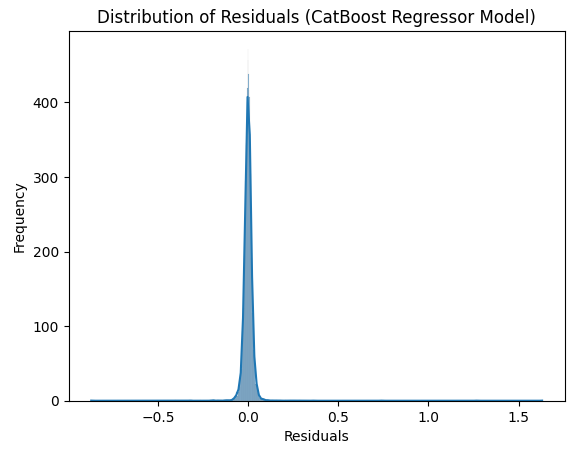 Distribution of Residuals (CatBoost Regressor Model)
Frequency
400
300
200
100
0
−0.5 0.0 0.5 1.0 1.5
Residuals